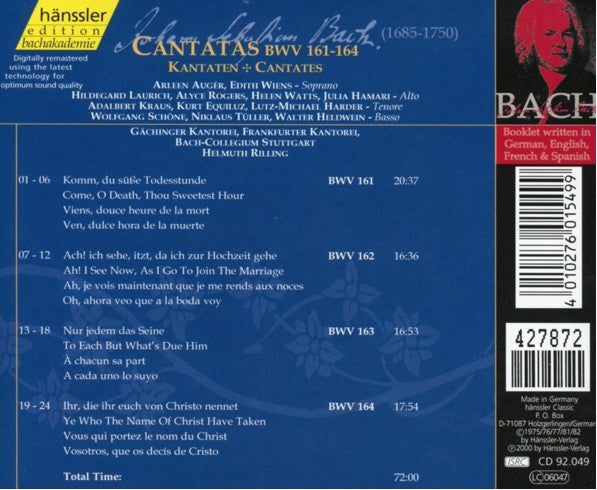 hänssler
edition
bachakademie
Digitally remastered
using the latest
technology for
optimum sound quality
Johann Sebastian Bach. (1685-1750)
CANTATAS BWV 161-164
KANTATEN + CANTATES
ARLEEN AUGÉR, EDITH WIENS - Soprano
HILDEGARD LAURICH, ALYCE ROGERS, HELEN WATTS, JULIA HAMARI - Alto
ADALBERT KRAUS, KURT EQUILUZ, LUTZ-MICHAEL HARDER - Tenore
WOLFGANG SCHÖNE, NIKLAUS TÜLLER, WALTER HELDWEIN - Basso
GÄCHINGER KANTOREI, FRANKFURTER KANTOREI,
BACH-COLLEGIUM STUTTGART
HELMUTH RILLING
01 - 06 Komm, du süße Todesstunde BWV 161 20:37
Come, O Death, Thou Sweetest Hour
Viens, douce heure de la mort
Ven, dulce hora de la muerte
07 - 12 Ach! ich sehe, itzt, da ich zur Hochzeit gehe BWV 162 16:36
Ah! I See Now, As I Go To Join The Marriage
Ah, je vois maintenant que je me rends aux noces
Oh, ahora veo que a la boda voy
13 - 18 Nur jedem das Seine BWV 163 16:53
To Each But What's Due Him
À chacun sa part
A cada uno lo suyo
19 - 24 Ihr, die ihr euch von Christo nennet BWV 164 17:54
Ye Who The Name Of Christ Have Taken
Vous qui portez le nom du Christ
Vosotros, que os decís de Cristo
Total Time: 72:00
BACH
Booklet written in
German, English,
French & Spanish
4 010276 015499
427872
Made in Germany
hänssler Classic
P. O. Box
D-71087 Holzgerlingen/Germany
℗1975/76/77/81/82
by Hänssler-Verlag
℗©2000 by Hänssler-Verlag
ISRC CD 92.049
LC 06047